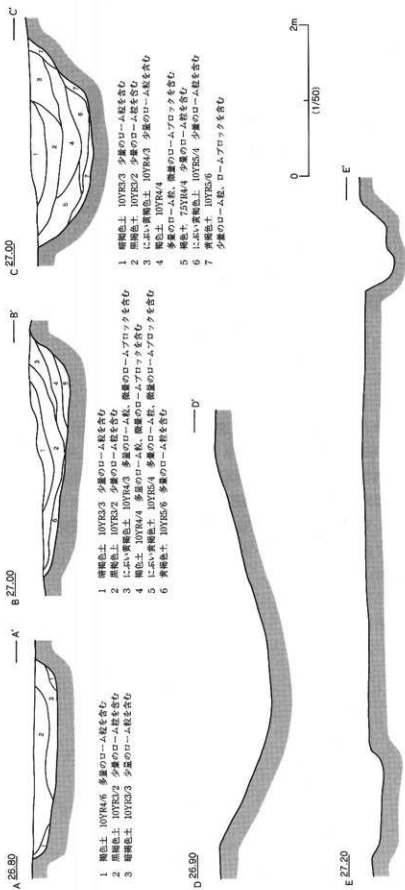 A 26.80
A'
2
3
1
1 褐色土 10YR4/6 多量のローム粒を含む
2 黒褐色土 10YR3/2 少量のローム粒を含む
3 暗褐色土 10YR3/3 少量のローム粒を含む
B 27.00
B'
1
2
3
4
5
6
1 暗褐色土 10YR3/3 少量のローム粒を含む
2 黒褐色土 10YR3/2 少量のローム粒を含む
3 にぶい黄褐色土 10YR4/3 多量のローム粒、微量のロームブロックを含む
4 褐色土 10YR4/4 多量のローム粒、微量のロームブロックを含む
5 にぶい黄褐色土 10YR5/4 多量のローム粒、微量のロームブロックを含む
6 黄褐色土 10YR5/6 多量のローム粒を含む
C 27.00
C'
1
2
3
4
5
6
7
7
1 暗褐色土 10YR3/3 少量のローム粒を含む
2 黒褐色土 10YR3/2 少量のローム粒を含む
3 にぶい黄褐色土 10YR4/3 少量のローム粒を含む
4 褐色土 10YR4/4
多量のローム粒、微量のロームブロックを含む
5 褐色土 7.5YR4/4 少量のローム粒を含む
6 にぶい黄褐色土 10YR5/4 少量のローム粒を含む
7 黄褐色土 10YR5/6
少量のローム粒、ロームブロックを含む
D 26.90
D'
E 27.20
E'
0
2m
(1/50)